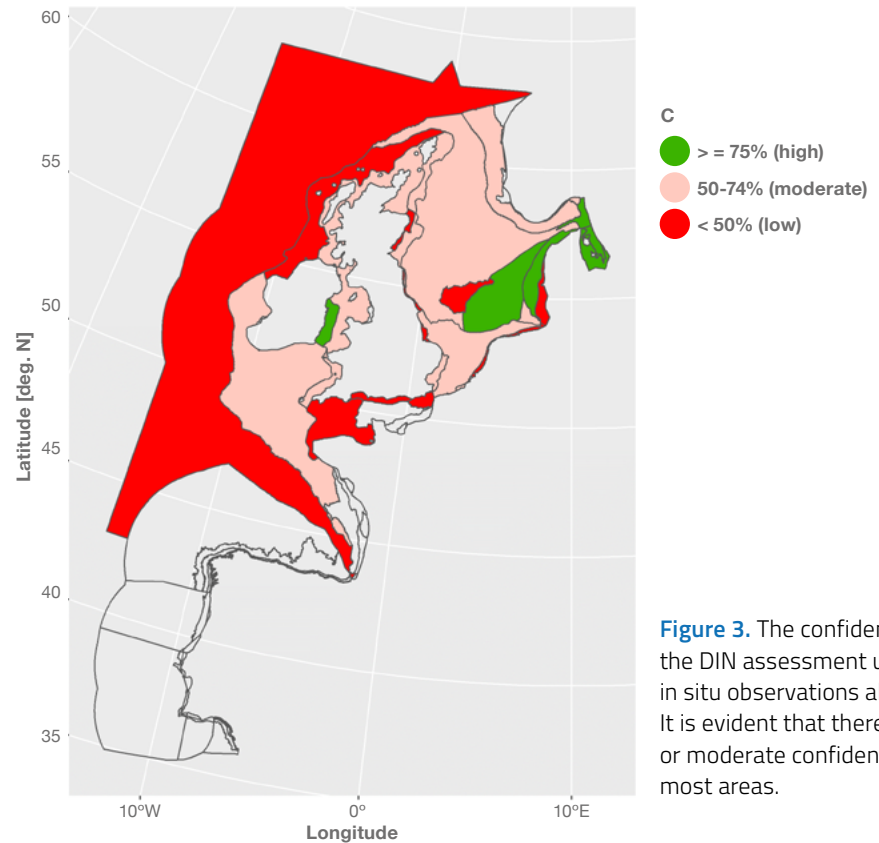 60
55
50
45
40
35
Latitude [deg. N]
10°W
0°
10°E
Longitude
C
> = 75% (high)
50-74% (moderate)
< 50% (low)
Figure 3. The confiden
the DIN assessment u
in situ observations a
It is evident that there
or moderate confiden
most areas.